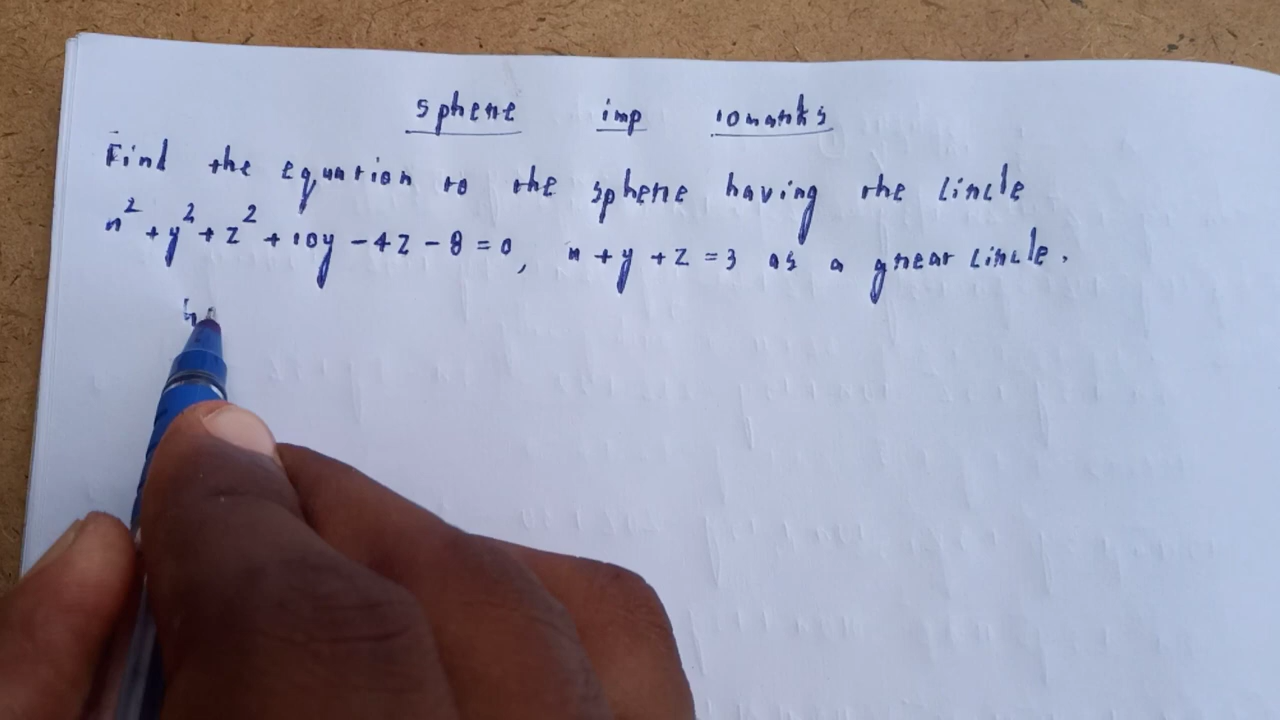 sphere imp 10marks
Find the equation to the sphere having the circle
x² + y² + z² + 10y - 4z - 8 = 0, x + y + z = 3 as a great circle.